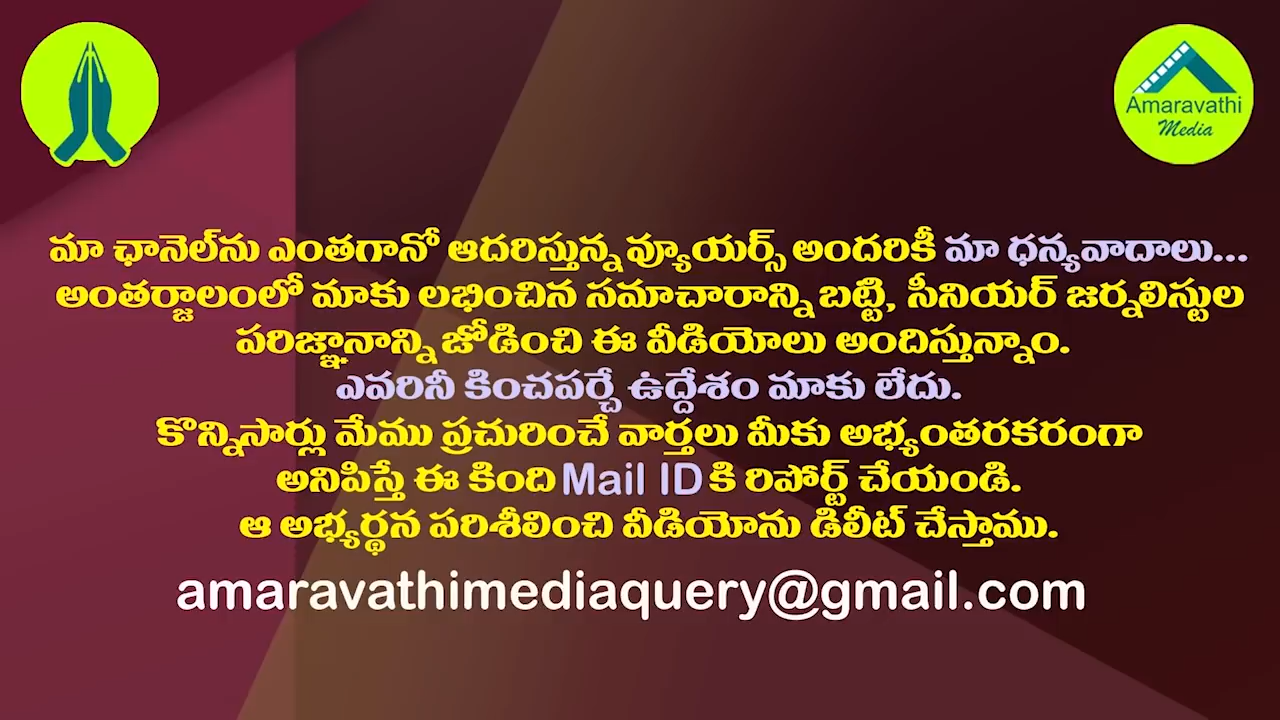 Amaravathi
Media
మా ఛానెల్‌ను ఎంతగానో ఆదరిస్తున్న వ్యూయర్స్ అందరికీ మా ధన్యవాదాలు...
అంతర్జాలంలో మాకు లభించిన సమాచారాన్ని బట్టి, సీనియర్ జర్నలిస్టుల
పరిజ్ఞానాన్ని జోడించి ఈ వీడియోలు అందిస్తున్నాం.
ఎవరినీ కించపర్చే ఉద్దేశం మాకు లేదు.
కొన్నిసార్లు మేము ప్రచురించే వార్తలు మీకు అభ్యంతరకరంగా
అనిపిస్తే ఈ కింది Mail ID కి రిపోర్ట్ చేయండి.
ఆ అభ్యర్థన పరిశీలించి వీడియోను డిలీట్ చేస్తాము.
amaravathimediaquery@gmail.com